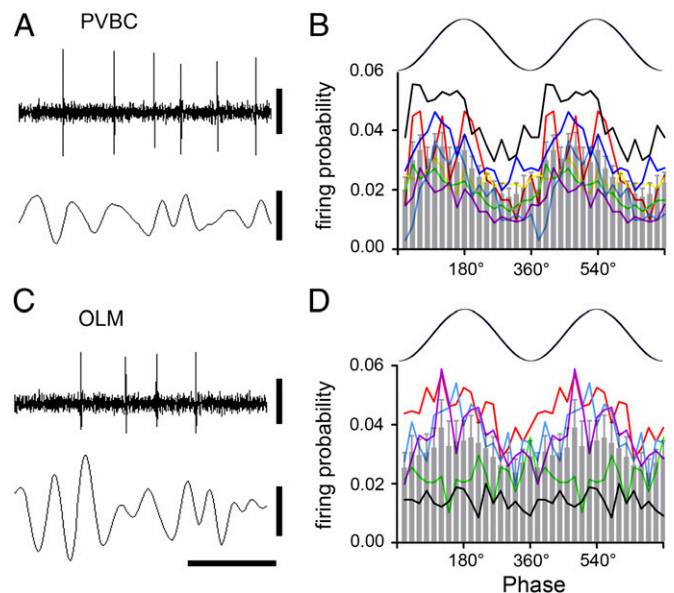 A
PVBC
B
firing probability
0.06
0.04
0.02
0.00
180°
360°
540°
C
OLM
D
firing probability
0.06
0.04
0.02
0.00
180°
360°
540°
Phase